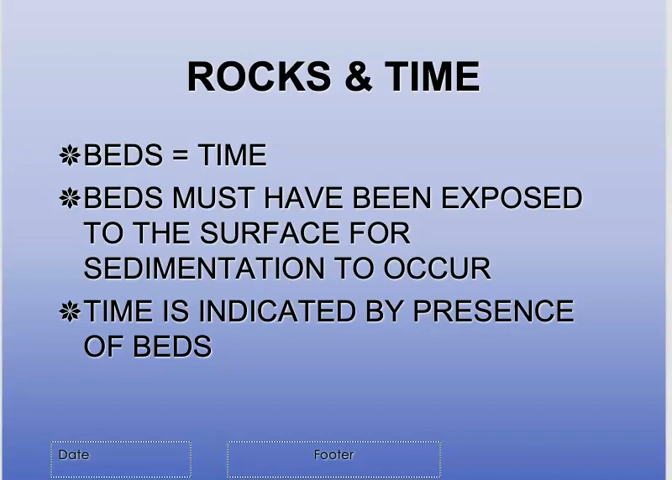 ROCKS & TIME
BEDS = TIME
BEDS MUST HAVE BEEN EXPOSED
TO THE SURFACE FOR
SEDIMENTATION TO OCCUR
TIME IS INDICATED BY PRESENCE
OF BEDS
Date
Footer